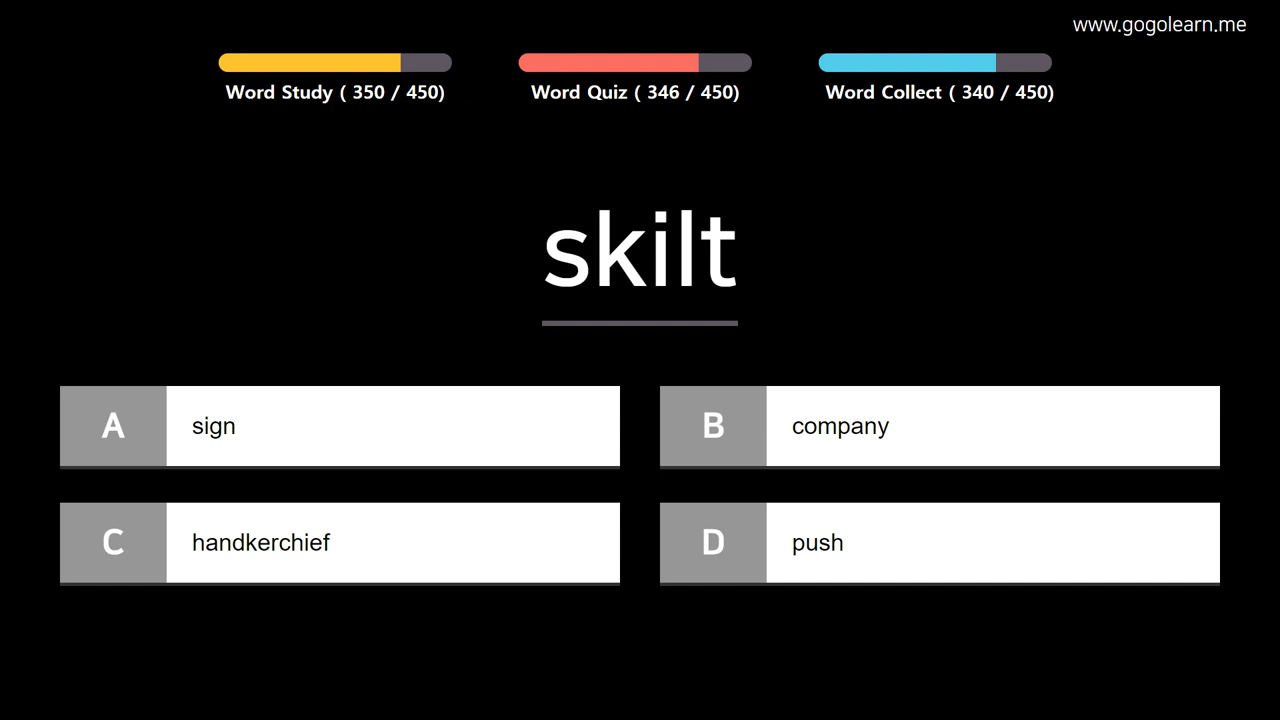 www.gogolearn.me
Word Study ( 350 / 450)
Word Quiz ( 346 / 450)
Word Collect ( 340 / 450)
skilt
A sign
B company
C handkerchief
D push